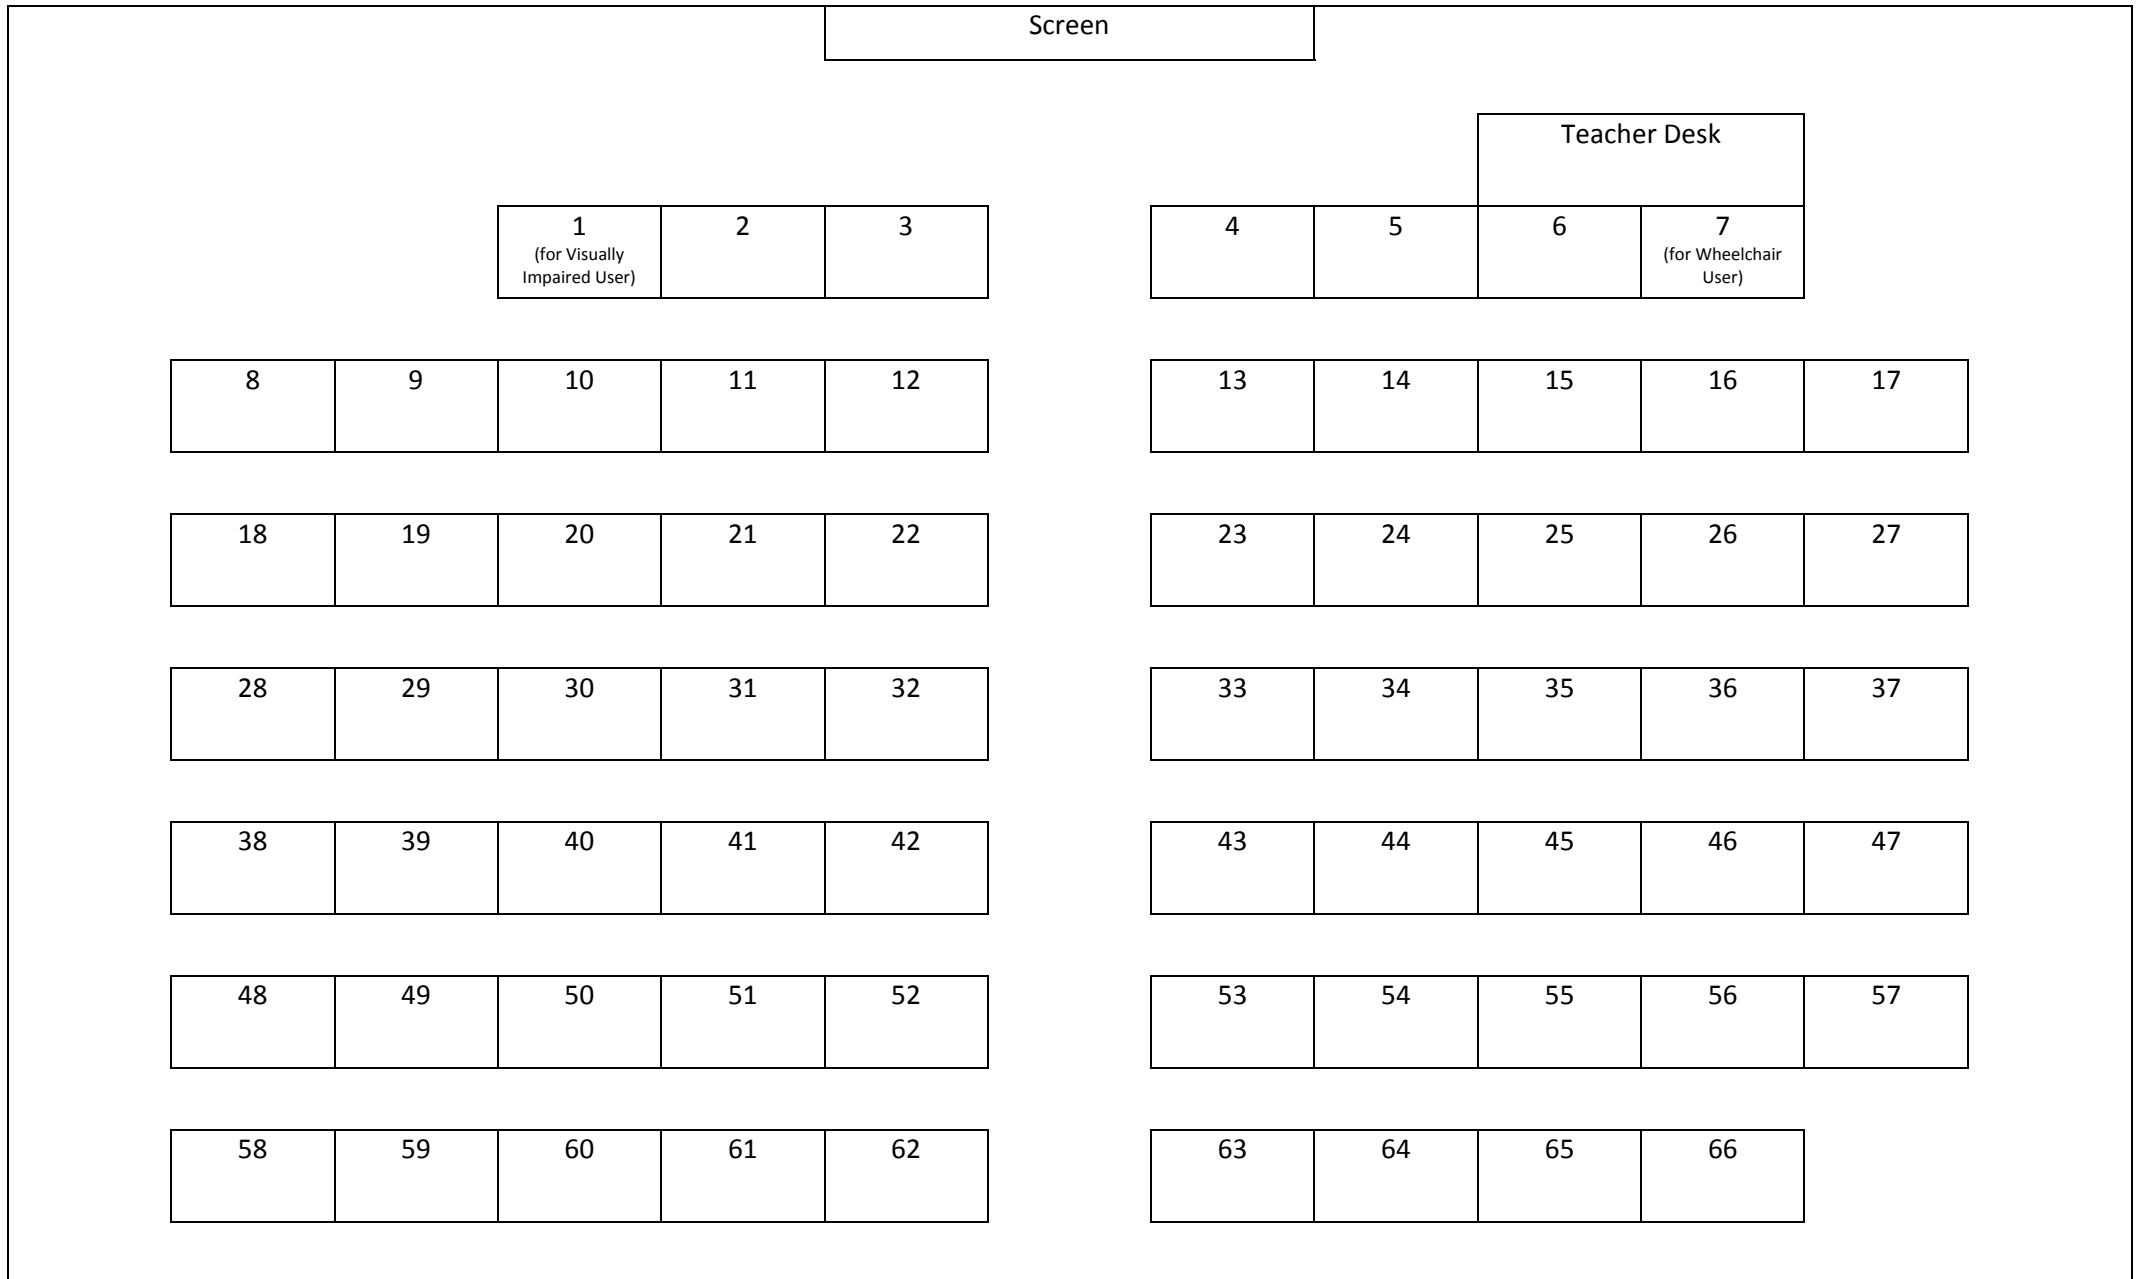 Screen
Teacher Desk
1 2 3 4 5 6 7
(for Visually (for Wheelchair
Impaired User) User)
8 9 10 11 12 13 14 15 16 17
18 19 20 21 22 23 24 25 26 27
28 29 30 31 32 33 34 35 36 37
38 39 40 41 42 43 44 45 46 47
48 49 50 51 52 53 54 55 56 57
58 59 60 61 62 63 64 65 66